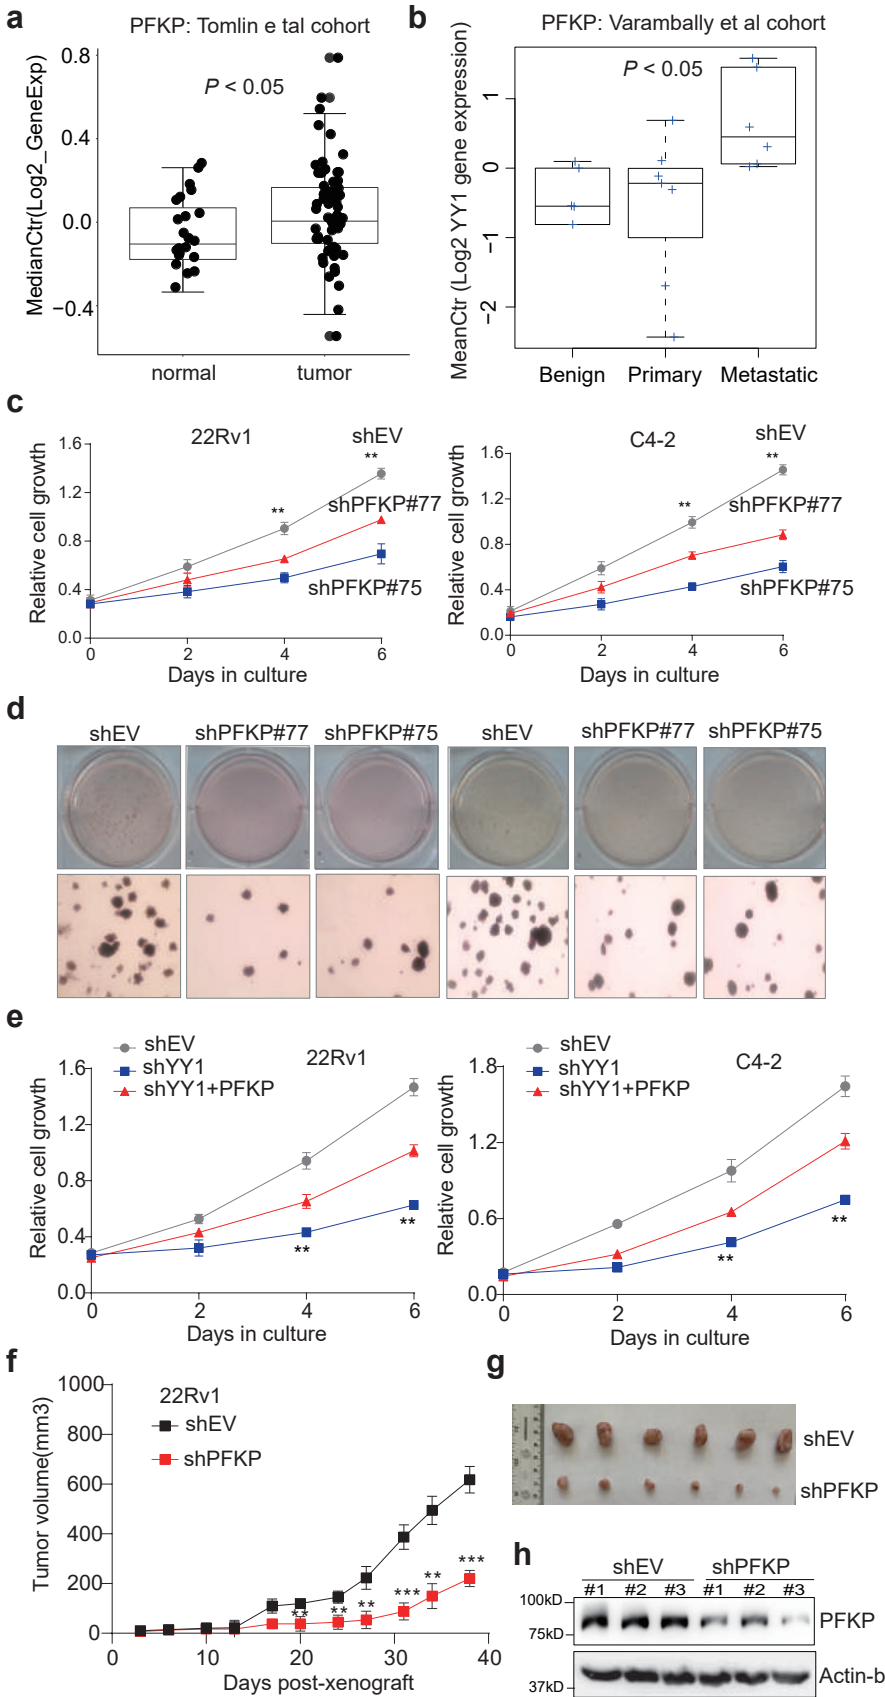 a
PFKP: Tomlin e tal cohort
MedianCtr(Log2_GeneExp)
0.8
0.4
0.0
−0.4
P < 0.05
normal
tumor
b
PFKP: Varambally et al cohort
MeanCtr (Log2 YY1 gene expression)
1
0
−1
−2
P < 0.05
Benign
Primary
Metastatic
c
22Rv1
Relative cell growth
1.6
1.2
0.8
0.4
0.0
shEV
**
**
shPFKP#77
shPFKP#75
0 2 4 6
Days in culture
C4-2
Relative cell growth
1.6
1.2
0.8
0.4
0.0
shEV
**
**
shPFKP#77
shPFKP#75
0 2 4 6
Days in culture
d
shEV shPFKP#77 shPFKP#75 shEV shPFKP#77 shPFKP#75
e
shEV
shYY1
shYY1+PFKP
22Rv1
Relative cell growth
1.6
1.2
0.8
0.4
0.0
**
**
0 2 4 6
Days in culture
shEV
shYY1
shYY1+PFKP
C4-2
Relative cell growth
1.8
1.2
0.6
0.0
**
**
0 2 4 6
Days in culture
f
22Rv1
shEV
shPFKP
Tumor volume(mm3)
1000
800
600
400
200
0
** ** ** *** ** ***
0 10 20 30 40
Days post-xenograft
g
shEV
shPFKP
h
shEV shPFKP
#1 #2 #3 #1 #2 #3
100kD
75kD
PFKP
37kD
Actin-b